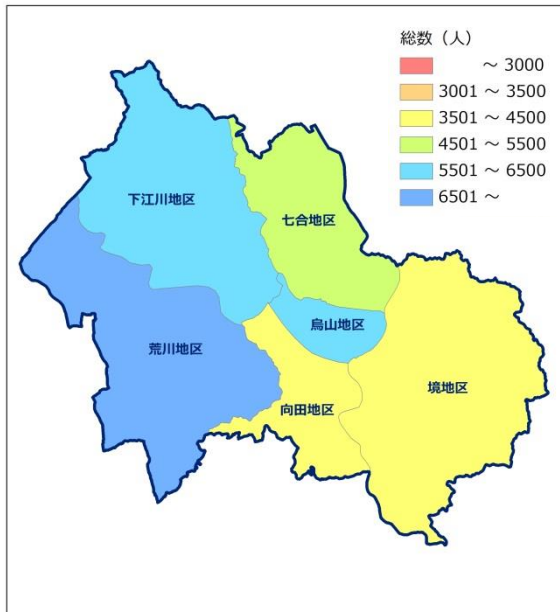 総数（人）
～ 3000
3001 ～ 3500
3501 ～ 4500
4501 ～ 5500
5501 ～ 6500
6501 ～
下江川地区
七合地区
烏山地区
荒川地区
境地区
向田地区